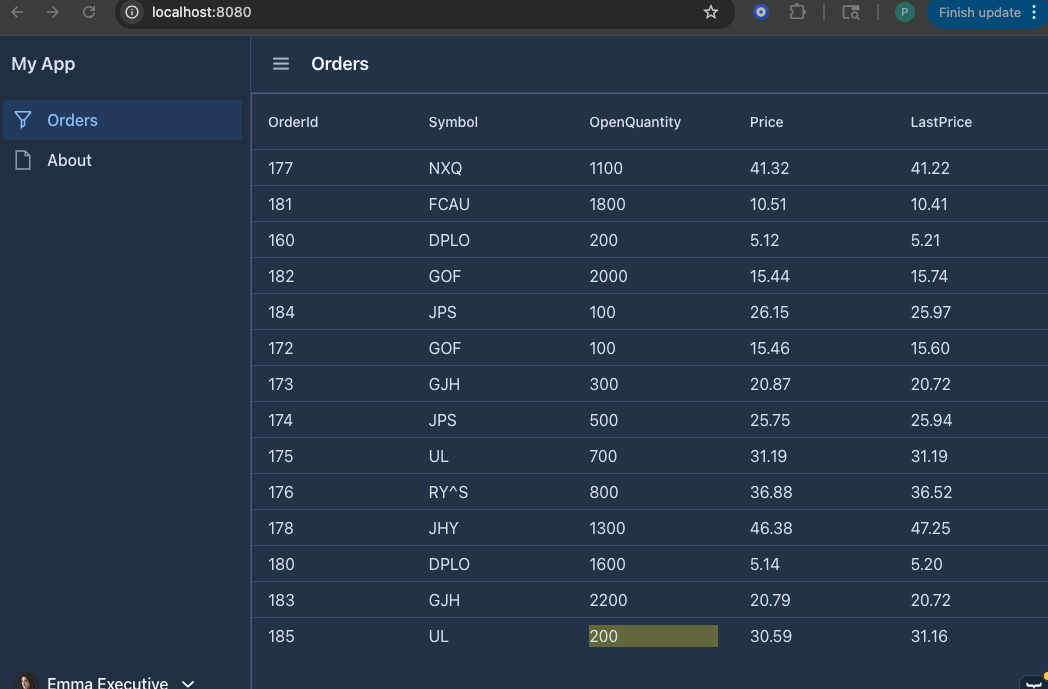 localhost:8080
P
Finish update
My App
Orders
Orders
About
OrderId Symbol OpenQuantity Price LastPrice
177 NXQ 1100 41.32 41.22
181 FCAU 1800 10.51 10.41
160 DPLO 200 5.12 5.21
182 GOF 2000 15.44 15.74
184 JPS 100 26.15 25.97
172 GOF 100 15.46 15.60
173 GJH 300 20.87 20.72
174 JPS 500 25.75 25.94
175 UL 700 31.19 31.19
176 RY^S 800 36.88 36.52
178 JHY 1300 46.38 47.25
180 DPLO 1600 5.14 5.20
183 GJH 2200 20.79 20.72
185 UL 200 30.59 31.16
Emma Executive